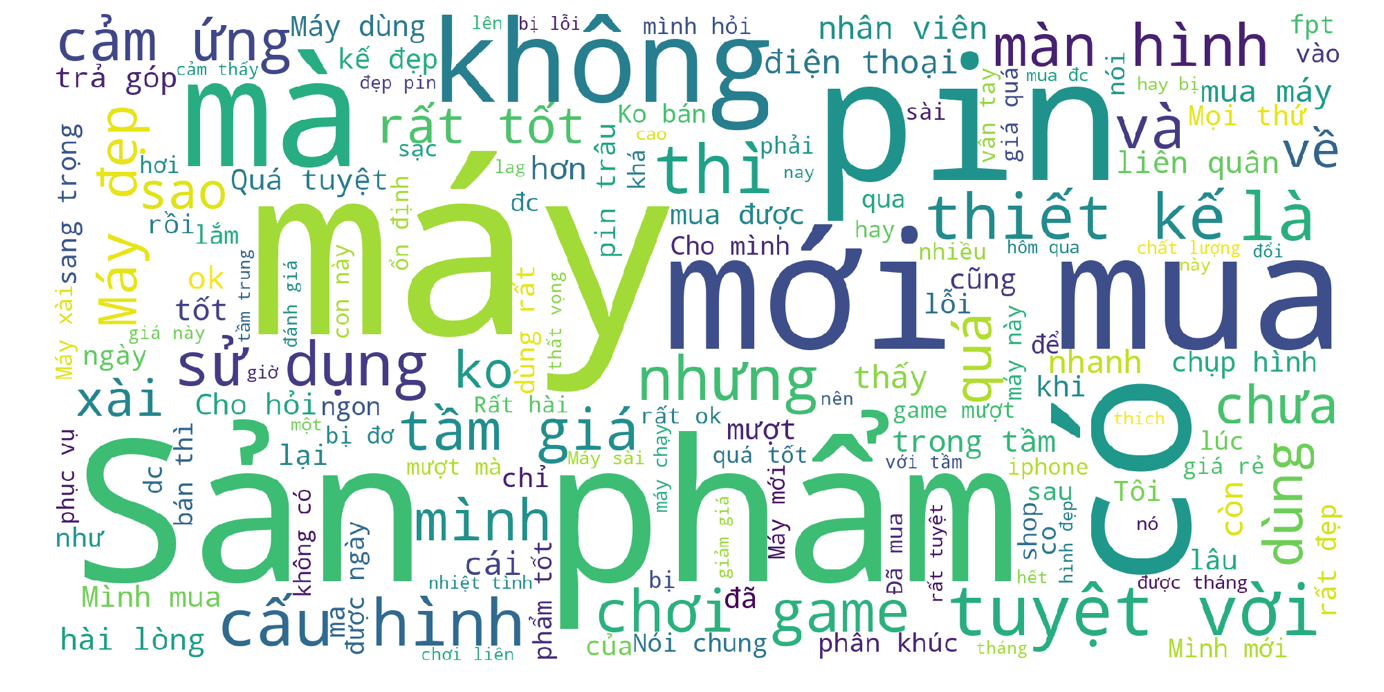 cảm ứng
Máy dùng
lên
bị lỗi
mình hỏi
nhân viên
màn hình
fpt
trả góp
cảm thấy
kế đẹp
đẹp pin
không
điện thoại
pin
mua đc
nói
hay bị
mua máy
vào
mà
rất tốt
Ko bán
sài
vân tay
giá quá
và
Mọi thứ
về
sang trọng
Máy đẹp
hơi
sao
Quá tuyệt
sạc
lag
hơn
cao
pin trâu
khá
thì
phải
nay
liên quân
rồi
lắm
ổn định
đc
mua được
qua
hay
thiết kế
là
máy
Cho mình
mới
nhiều
hôm qua
chất lượng
này
đổi
mua
Máy xài
ok
tốt
tầm trung
đánh giá
con này
dùng rất
thất vọng
lỗi
cũng
giá này
ngày
sử dụng
giờ
ko
nhưng
thấy
quá
máy này
để
nhanh
chụp hình
xài
Cho hỏi
ngon
Rất hài
rất ok
nên
game mượt
khi
có
thích
chưa
một
bị đơ
tầm giá
mượt
trong tầm
lúc
phục vụ
dc
bán thì
lại
mượt mà
chỉ
Máy sài
máy chạy
quá tốt
với tầm
iphone
giá rẻ
Sản phẩm
không có
được ngày
mình
giảm giá
Máy mới
sau
Tôi
còn
dùng
như
cái
nhiệt tình
phẩm tốt
bị
Đã mua
rất tuyệt
shop
co
hình đẹp
hết
nó
lâu
được tháng
rất đẹp
Mình mua
cấu hình
mà
chơi game
đã
tuyệt vời
hài lòng
chơi liên
của
Nói chung
phân khúc
tháng
Mình mới